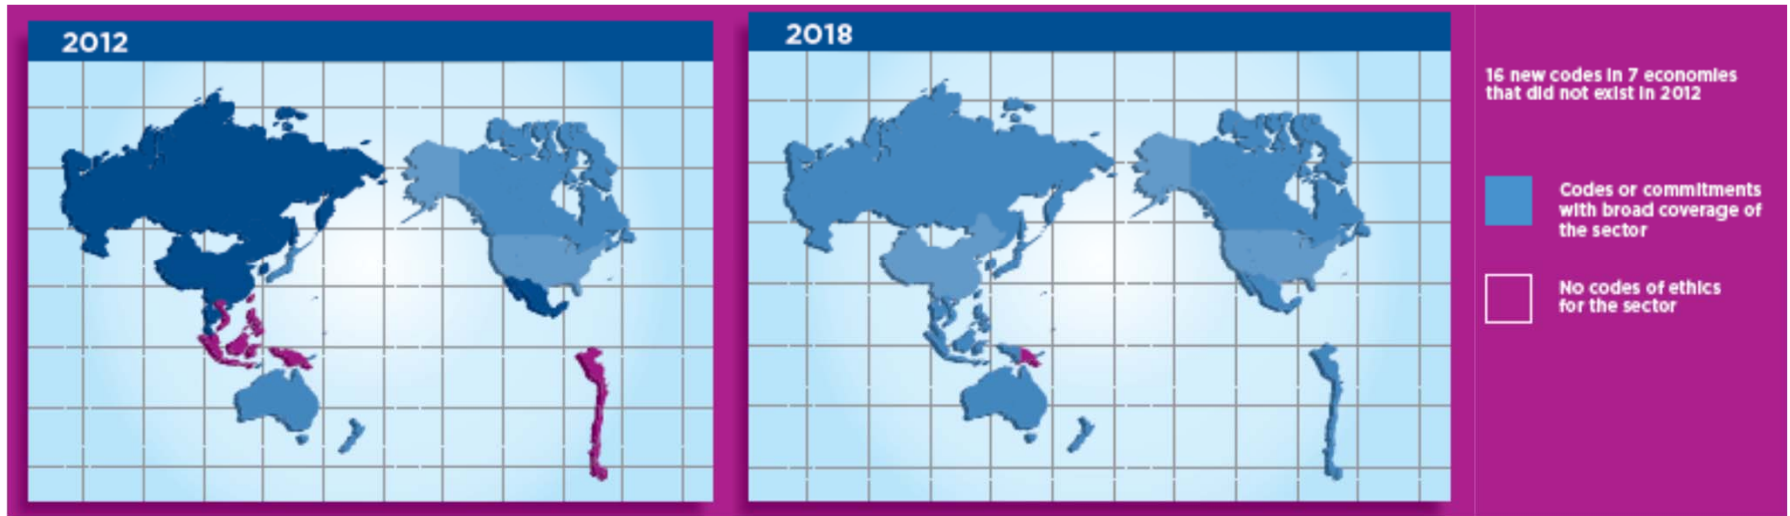 2012
2018
16 new codes in 7 economies
that did not exist in 2012
Codes or commitments
with broad coverage of
the sector
No codes of ethics
for the sector